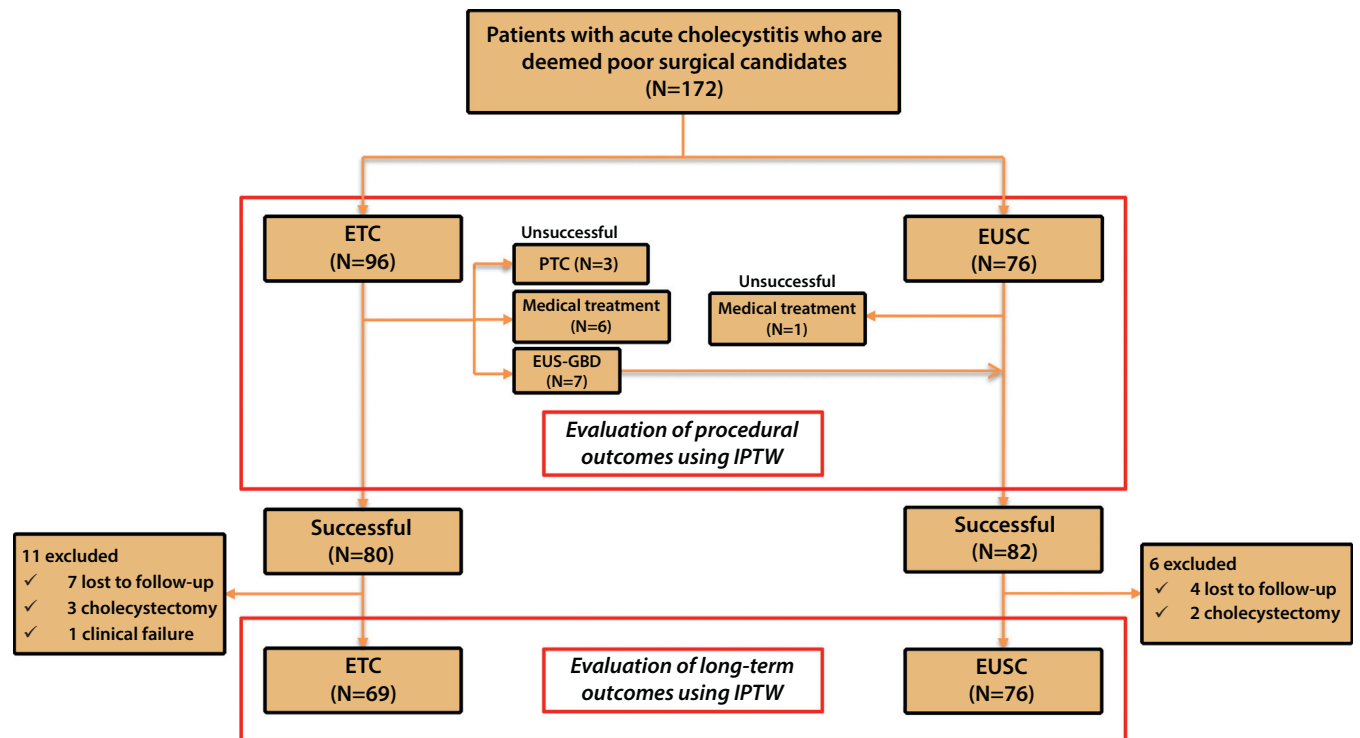 Patients with acute cholecystitis who are
deemed poor surgical candidates
(N=172)
ETC
(N=96)
Unsuccessful
PTC (N=3)
Medical treatment
(N=6)
EUS-GBD
(N=7)
Unsuccessful
Medical treatment
(N=1)
EUSC
(N=76)
Evaluation of procedural
outcomes using IPTW
Successful
(N=80)
Successful
(N=82)
11 excluded
✓ 7 lost to follow-up
✓ 3 cholecystectomy
✓ 1 clinical failure
6 excluded
✓ 4 lost to follow-up
✓ 2 cholecystectomy
ETC
(N=69)
Evaluation of long-term
outcomes using IPTW
EUSC
(N=76)